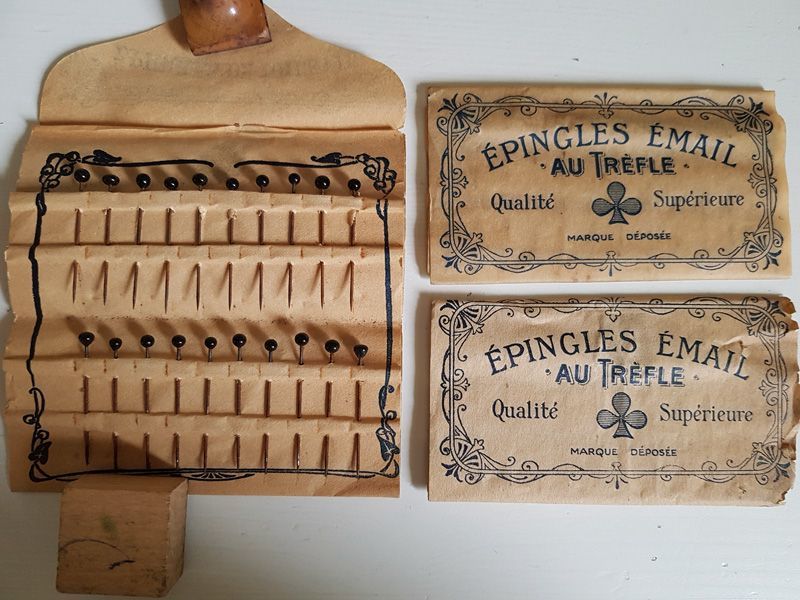 ÉPINGLES ÉMAIL
AU TRÈFLE
Qualité Supérieure
MARQUE DÉPOSÉE
ÉPINGLES ÉMAIL
AU TRÈFLE
Qualité Supérieure
MARQUE DÉPOSÉE